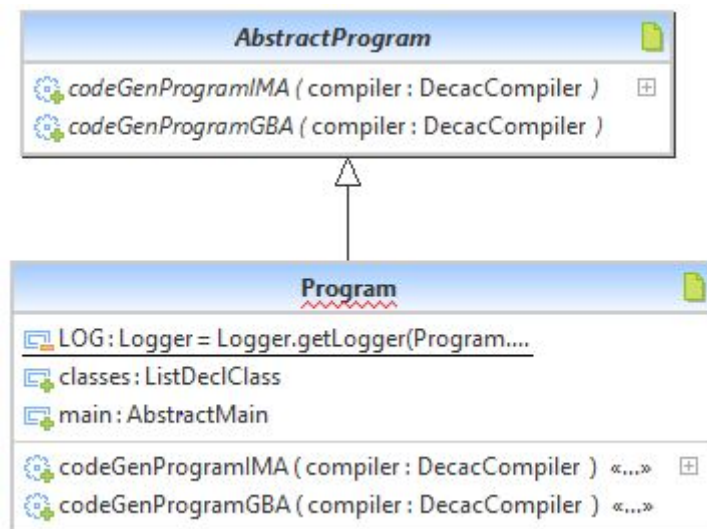 AbstractProgram
codeGenProgramIMA ( compiler : DecacCompiler )
codeGenProgramGBA ( compiler : DecacCompiler )
Program
LOG : Logger = Logger.getLogger(Program....
classes : ListDeclClass
main : AbstractMain
codeGenProgramIMA ( compiler : DecacCompiler ) «...»
codeGenProgramGBA ( compiler : DecacCompiler ) «...»